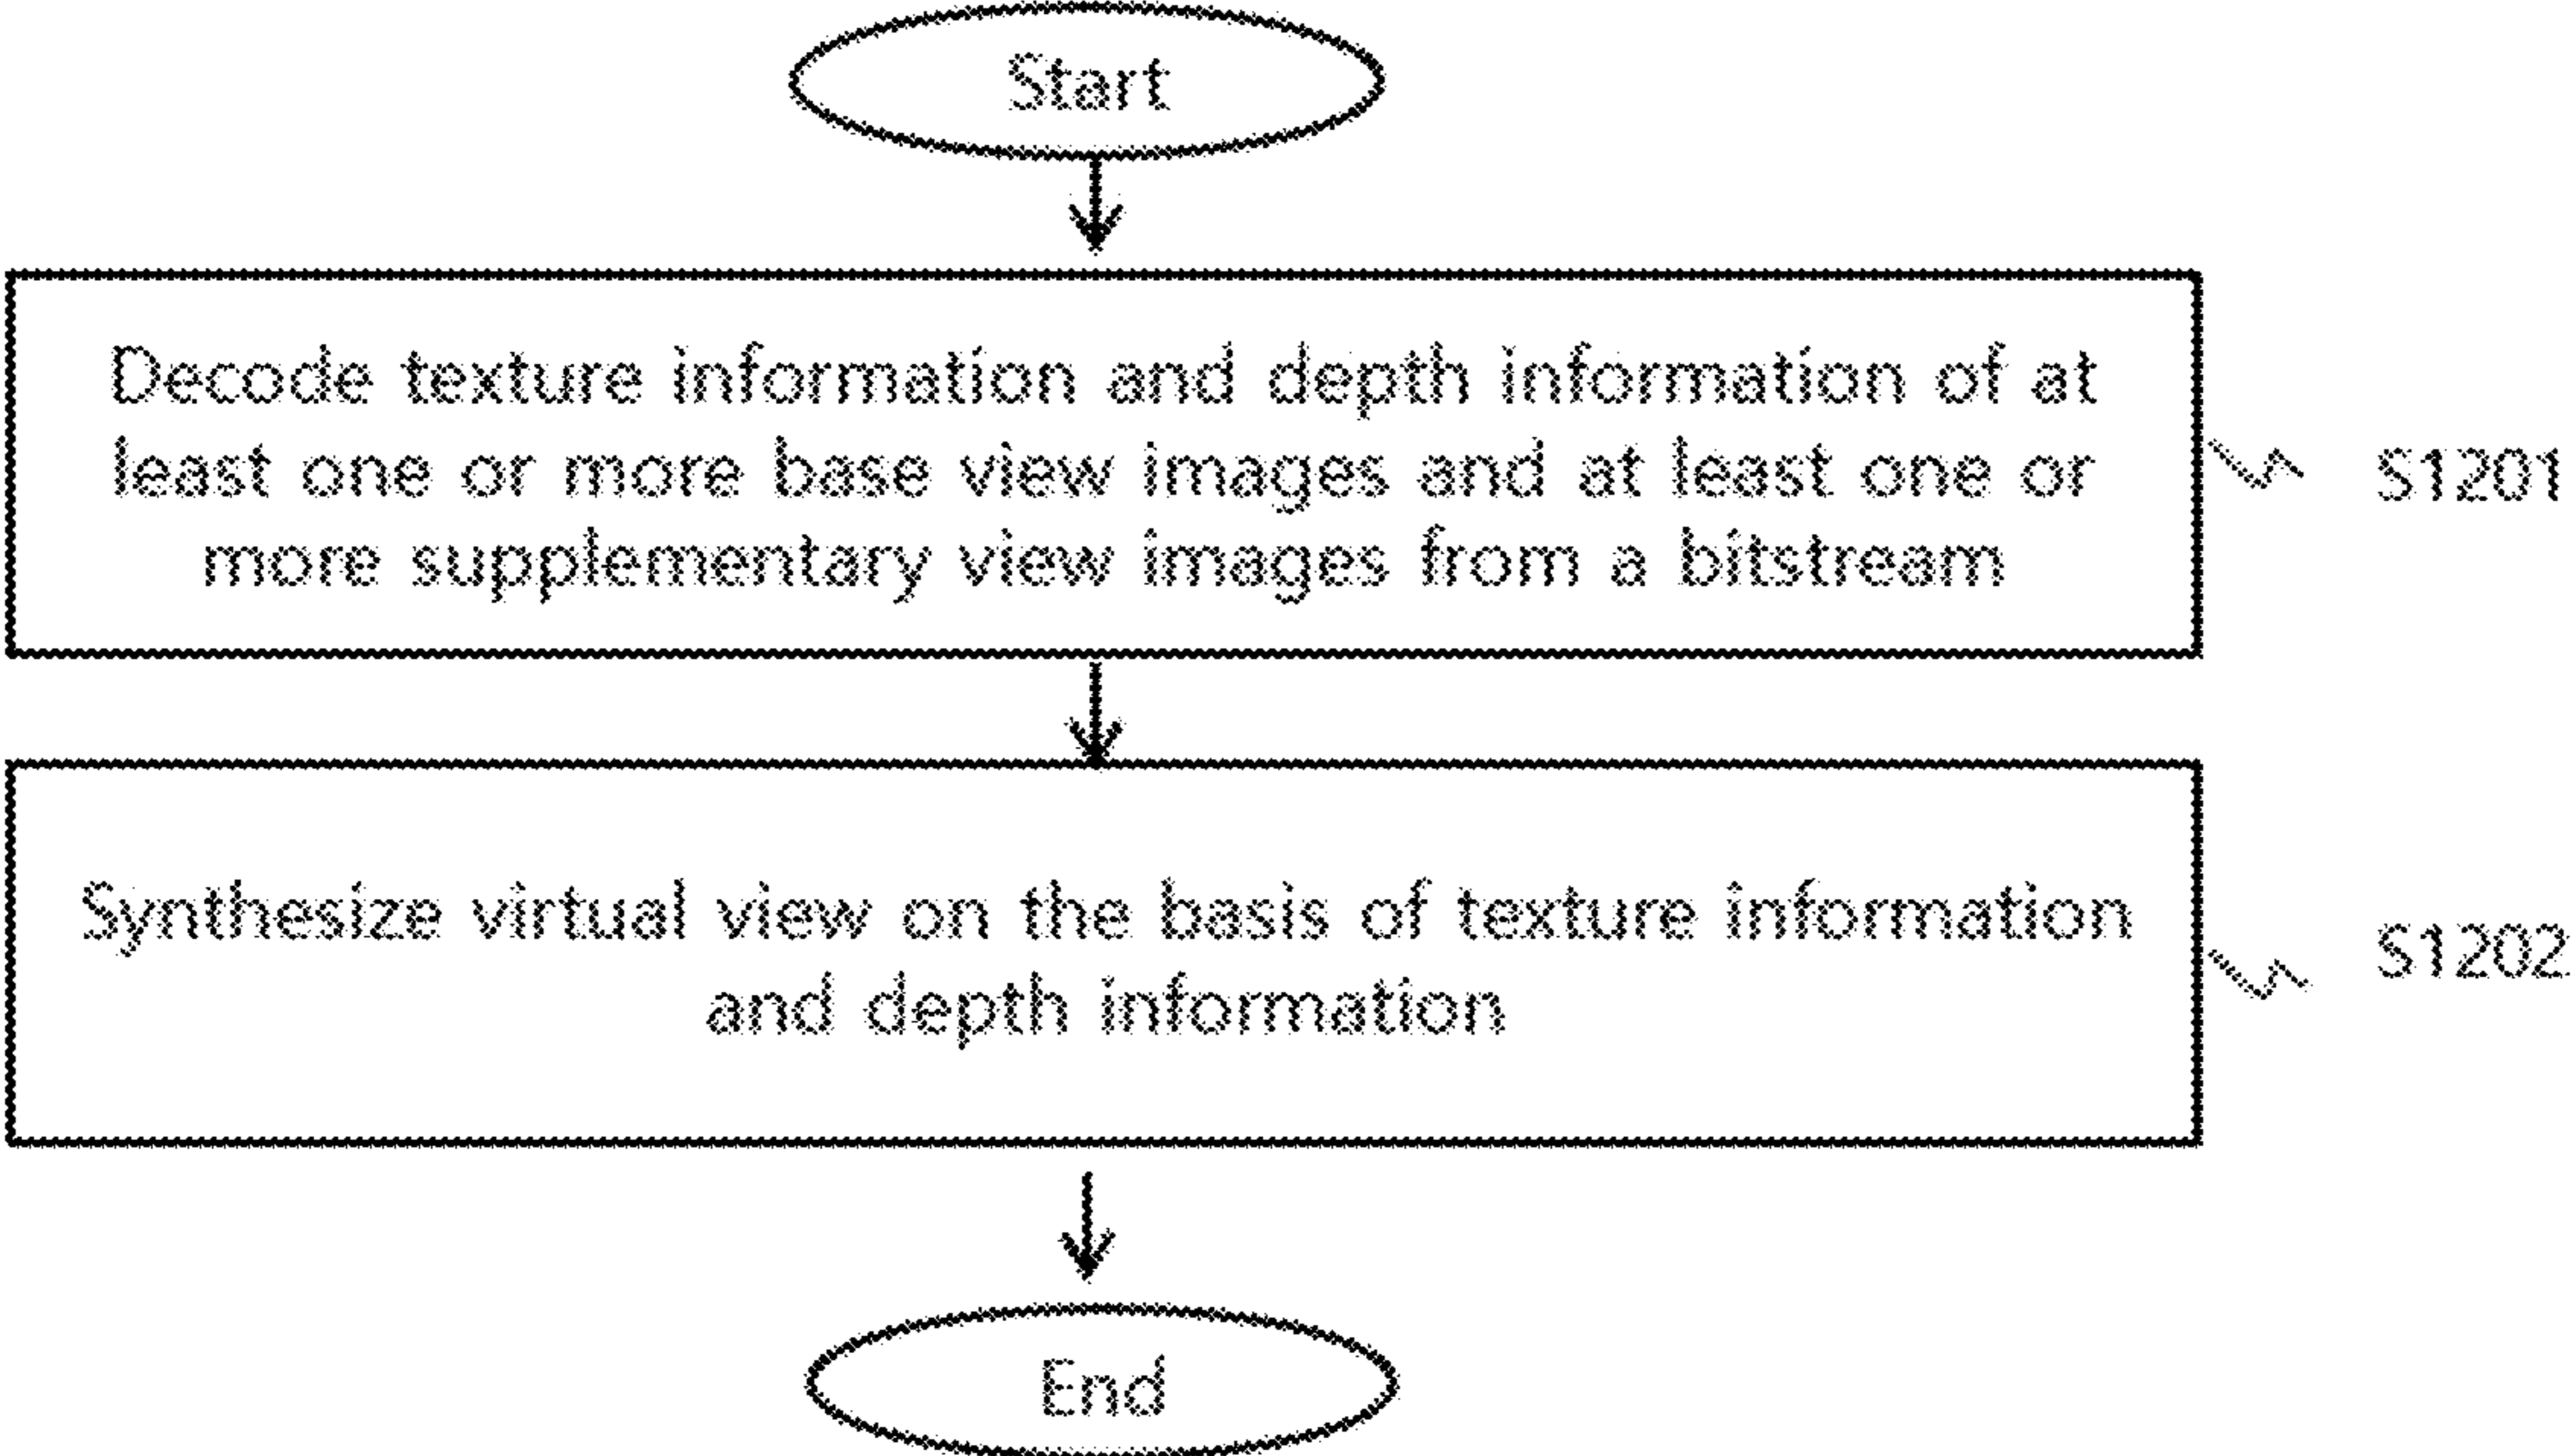 Start
Decode texture information and depth information of at
least one or more base view images and at least one or
more supplementary view images from a bitstream
S1201
Synthesize virtual view on the basis of texture information
and depth information
S1202
End